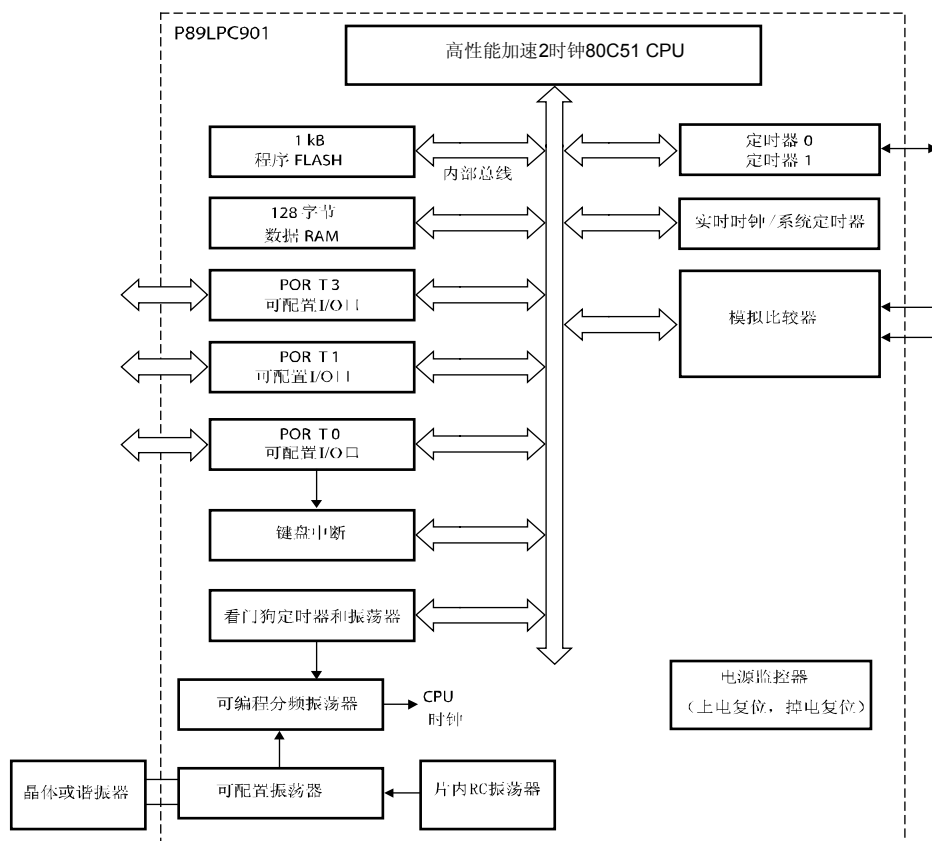 P89LPC901
高性能加速2时钟80C51 CPU
1 kB
程序 FLASH
内部总线
定时器 0
定时器 1
128 字节
数据 RAM
实时时钟/系统定时器
POR T 3
可配置I/O口
模拟比较器
POR T 1
可配置I/O口
POR T 0
可配置I/O口
键盘中断
看门狗定时器和振荡器
电源监控器
(上电复位，掉电复位)
可编程分频振荡器
CPU
时钟
晶体或谐振器
可配置振荡器
片内RC振荡器